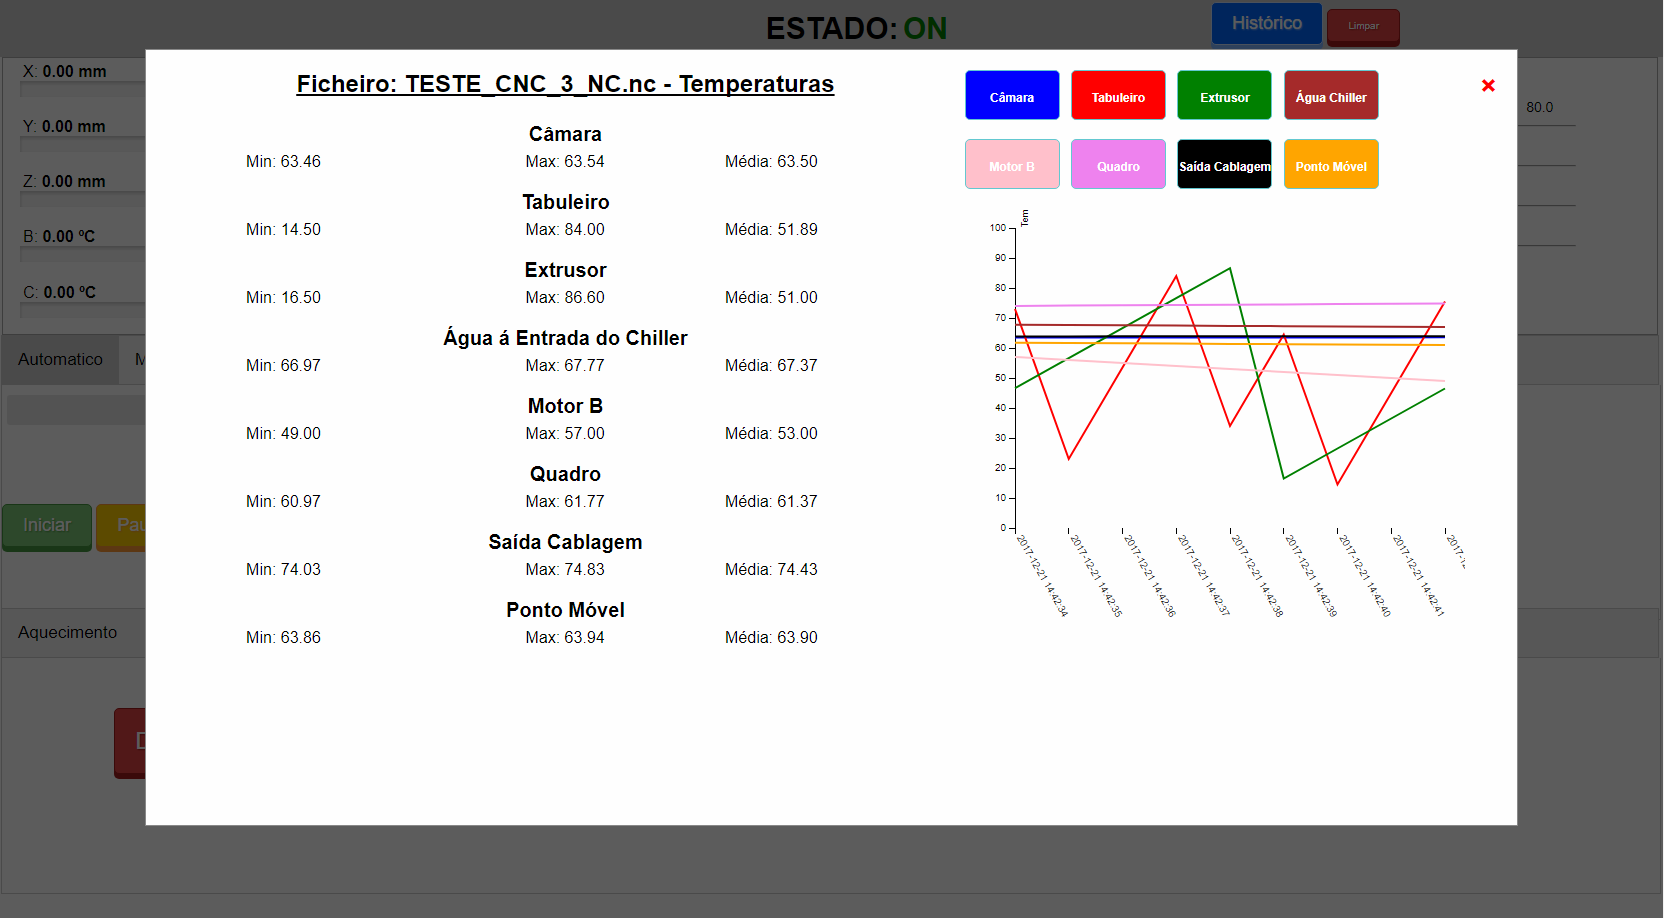 ESTADO: ON
Histórico
Limpar
X: 0.00 mm
Y: 0.00 mm
Z: 0.00 mm
B: 0.00 ºC
C: 0.00 ºC
80.0
Automatico
M
Iniciar
Pau
Aquecimento
D
Ficheiro: TESTE_CNC_3_NC.nc - Temperaturas
Câmara
Min: 63.46 Max: 63.54 Média: 63.50
Tabuleiro
Min: 14.50 Max: 84.00 Média: 51.89
Extrusor
Min: 16.50 Max: 86.60 Média: 51.00
Água á Entrada do Chiller
Min: 66.97 Max: 67.77 Média: 67.37
Motor B
Min: 49.00 Max: 57.00 Média: 53.00
Quadro
Min: 60.97 Max: 61.77 Média: 61.37
Saída Cablagem
Min: 74.03 Max: 74.83 Média: 74.43
Ponto Móvel
Min: 63.86 Max: 63.94 Média: 63.90
Câmara Tabuleiro Extrusor Água Chiller
Motor B Quadro Saída Cablagem Ponto Móvel
Tem
100
90
80
70
60
50
40
30
20
10
0
2017-12-21 14:42:34
2017-12-21 14:42:35
2017-12-21 14:42:36
2017-12-21 14:42:37
2017-12-21 14:42:38
2017-12-21 14:42:39
2017-12-21 14:42:40
2017-12-21 14:42:41
2017-